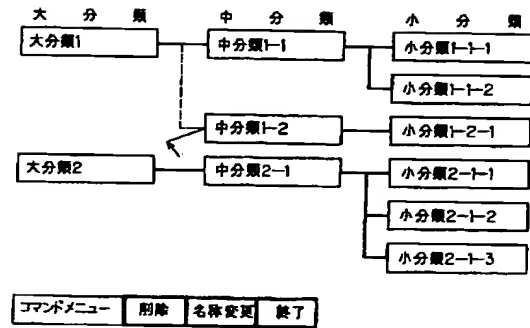 大分類 中分類 小分類
大分類1 中分類1-1 小分類1-1-1
小分類1-1-2
中分類1-2 小分類1-2-1
大分類2 中分類2-1 小分類2-1-1
小分類2-1-2
小分類2-1-3
コマンドメニュー 削除 名称変更 終了